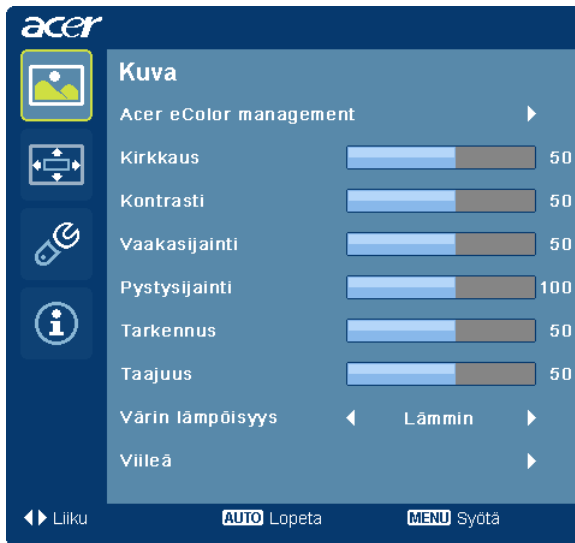 acer
Kuva
Acer eColor management
Kirkkaus 50
Kontrasti 50
Vaakasijainti 50
Pystysijainti 100
Tarkennus 50
Taajuus 50
Värin lämpöisyys Lämmin
Viileä
Liiku AUTO Lopeta MENU Syötä